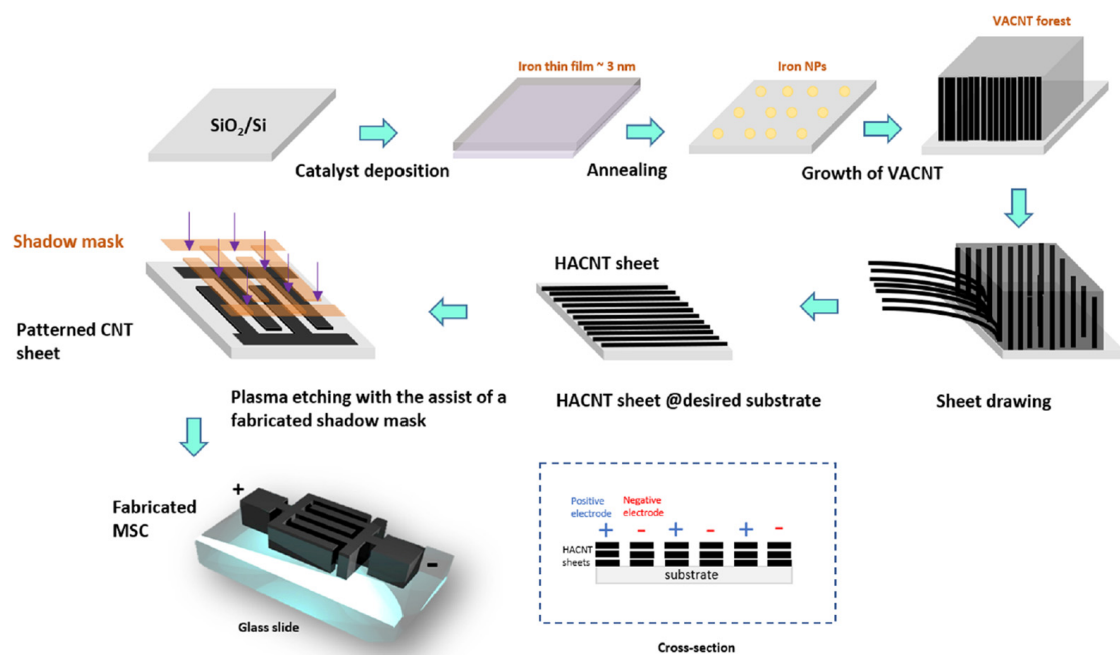 VACNT forest
Iron thin film ~ 3 nm
Iron NPs
SiO₂/Si
Catalyst deposition
Annealing
Growth of VACNT
Shadow mask
HACNT sheet
Patterned CNT
sheet
Plasma etching with the assist of a
fabricated shadow mask
HACNT sheet @desired substrate
Sheet drawing
Fabricated
MSC
+
-
Glass slide
Positive
electrode
Negative
electrode
+ - + - + -
HACNT
sheets
substrate
Cross-section